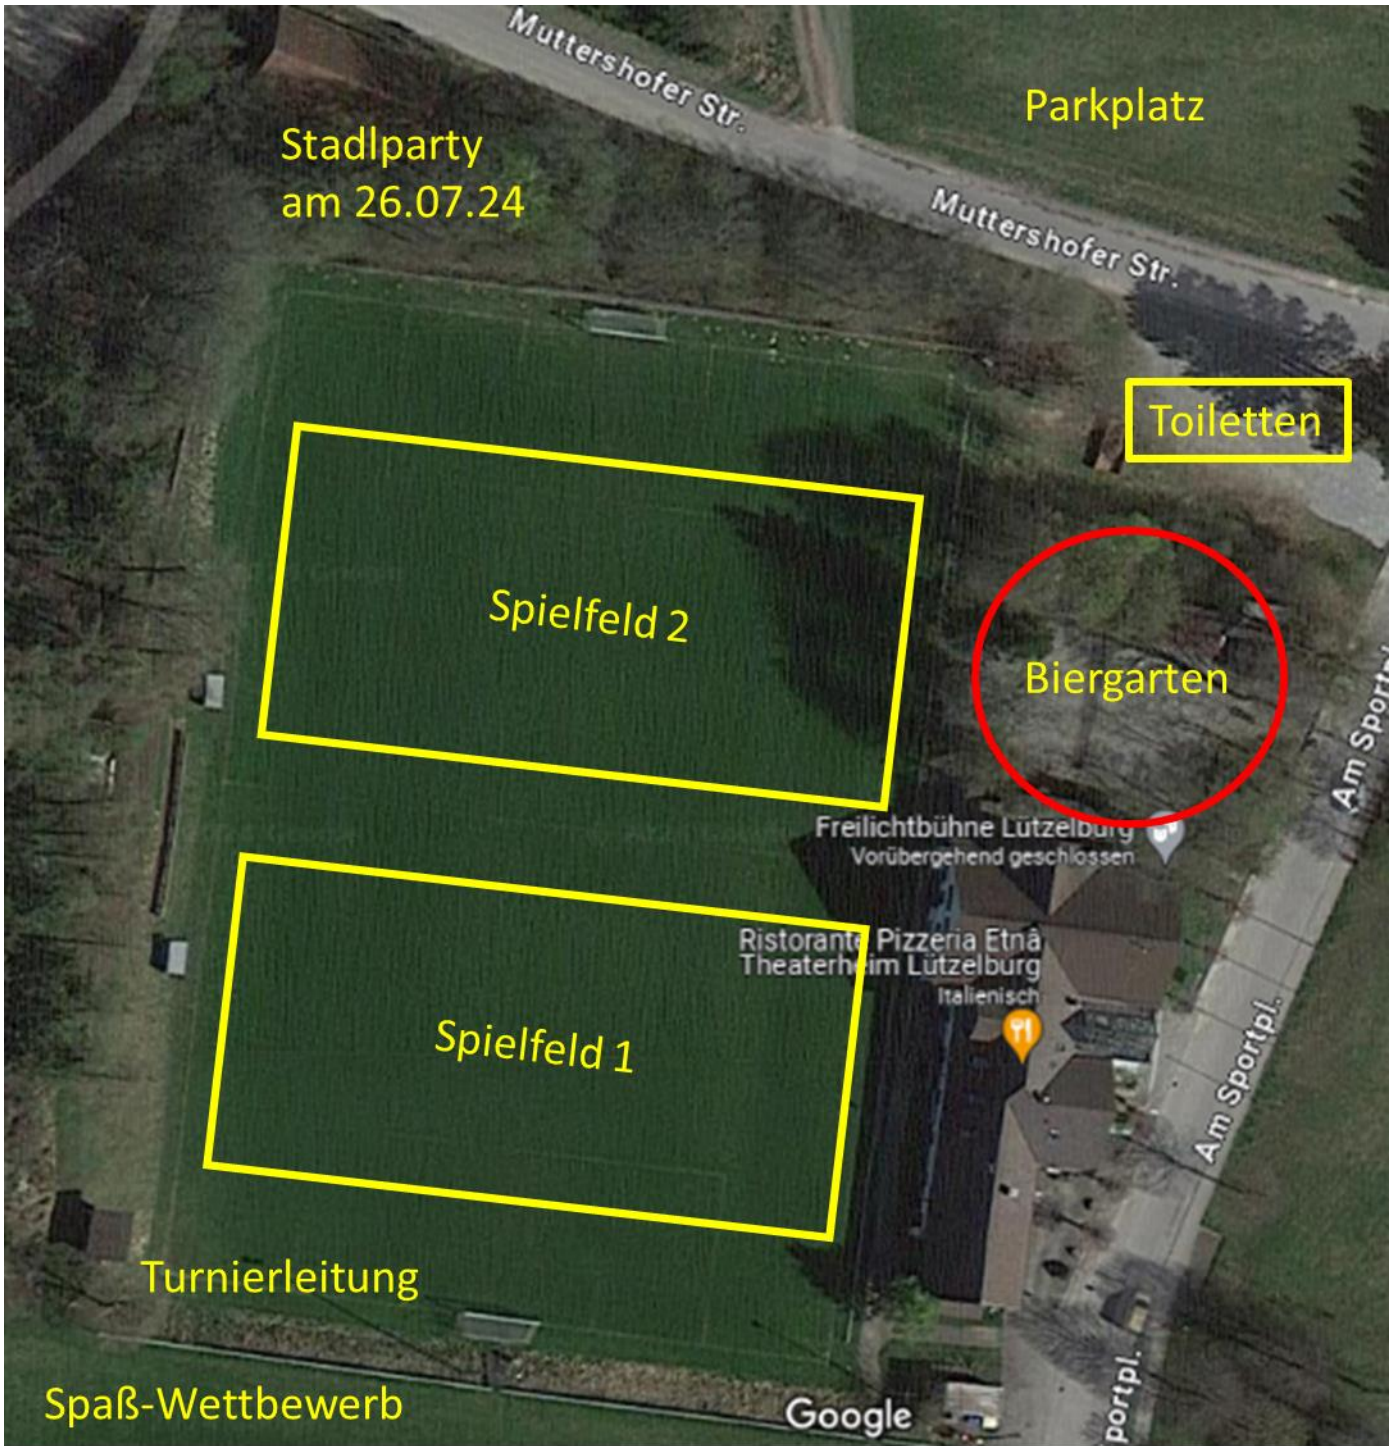 Muttershofer Str.
Parkplatz
Stadlparty
am 26.07.24
Muttershofer Str.
Toiletten
Spielfeld 2
Biergarten
Am Sportpl.
Freilichtbühne Lützelburg
Vorübergehend geschlossen
Ristorante Pizzeria Etna
Theaterheim Lützelburg
Italienisch
Spielfeld 1
Am Sportpl.
Turnierleitung
Spaß-Wettbewerb
Google
portpl.